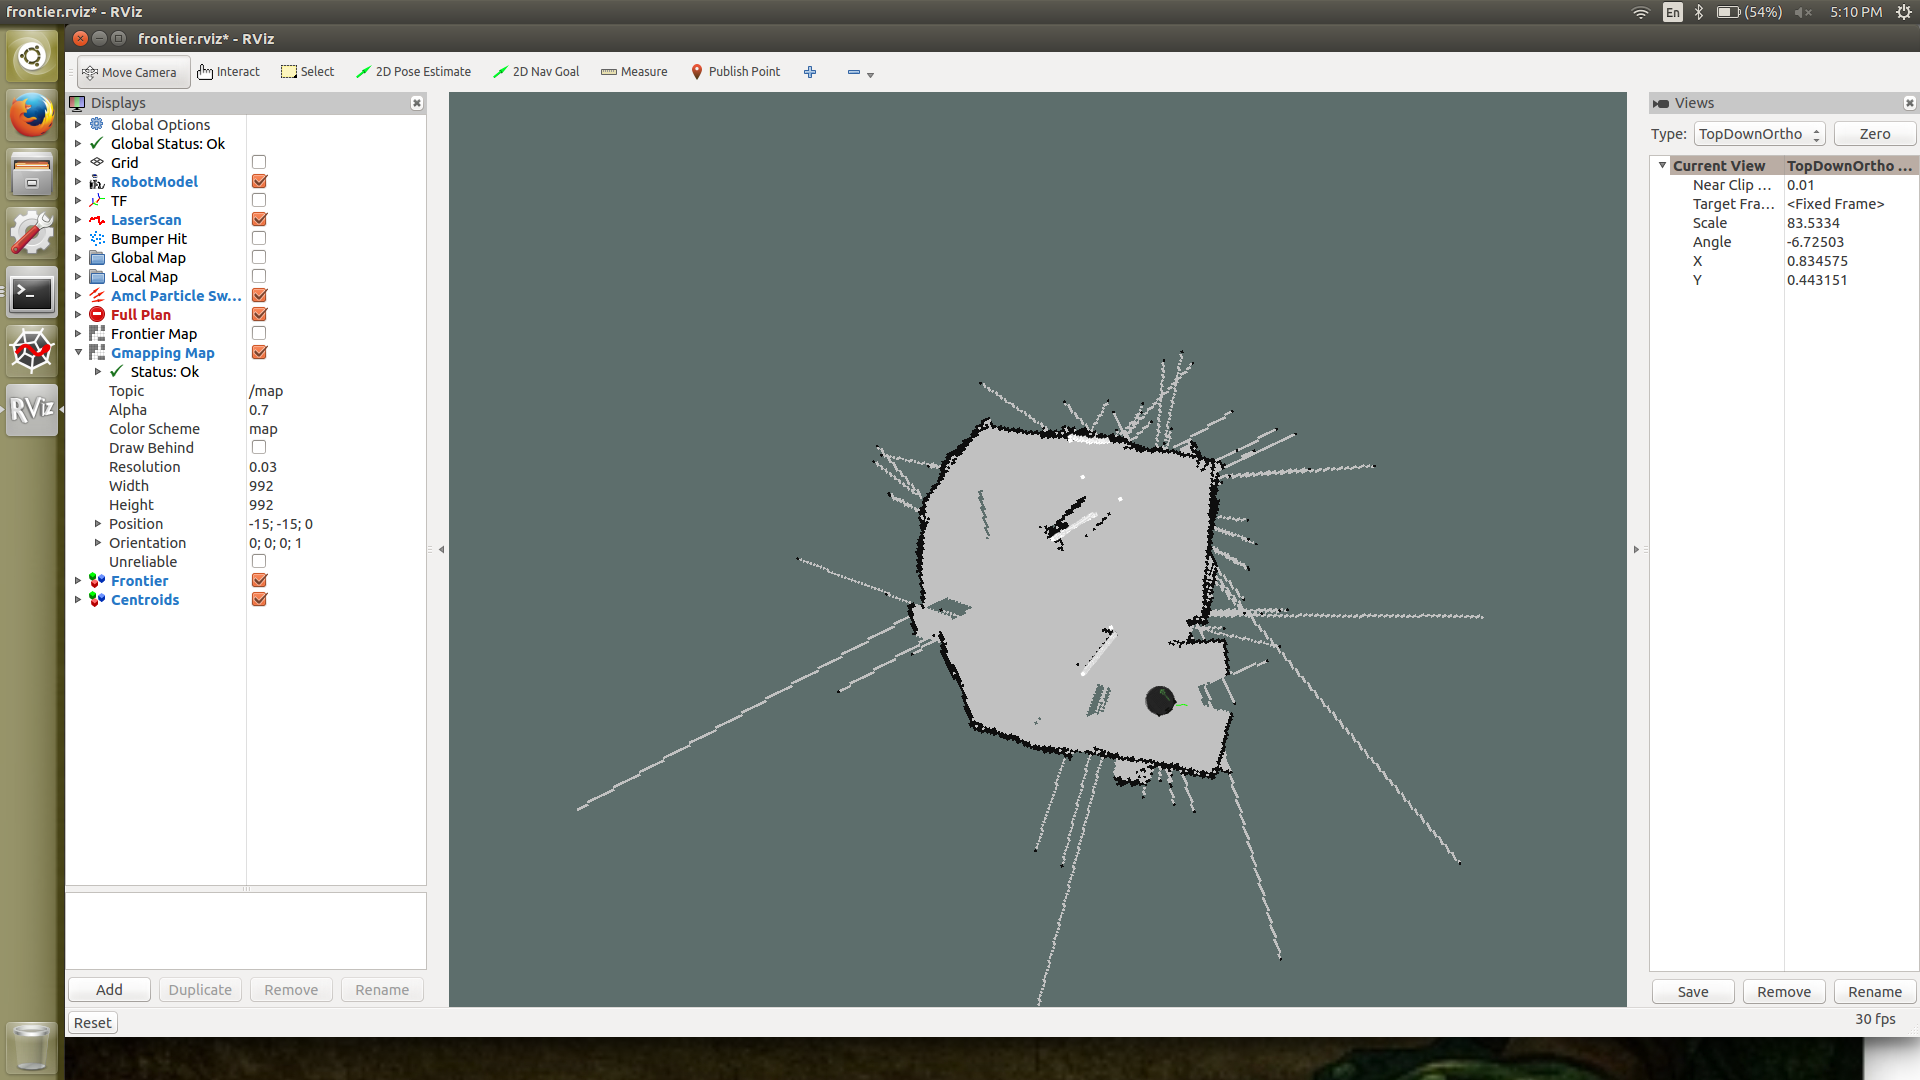 frontier.rviz* - RViz
En
(54%)
5:10 PM
frontier.rviz* - RViz
Move Camera
Interact
Select
2D Pose Estimate
2D Nav Goal
Measure
Publish Point
Displays
Global Options
Global Status: Ok
Grid
RobotModel
TF
LaserScan
Bumper Hit
Global Map
Local Map
Amcl Particle Sw...
Full Plan
Frontier Map
Gmapping Map
Status: Ok
Topic /map
Alpha 0.7
Color Scheme map
Draw Behind
Resolution 0.03
Width 992
Height 992
Position -15; -15; 0
Orientation 0; 0; 0; 1
Unreliable
Frontier
Centroids
Add
Duplicate
Remove
Rename
Reset
Views
Type: TopDownOrtho Zero
Current View TopDownOrtho ...
Near Clip ... 0.01
Target Fra... <Fixed Frame>
Scale 83.5334
Angle -6.72503
X 0.834575
Y 0.443151
Save
Remove
Rename
30 fps
RViz